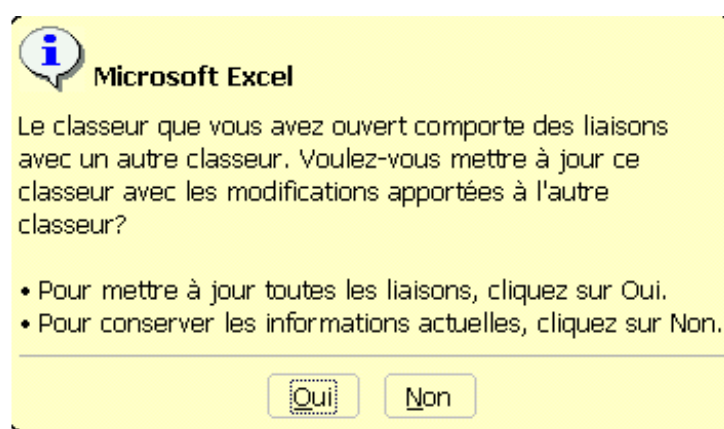 Microsoft Excel
Le classeur que vous avez ouvert comporte des liaisons
avec un autre classeur. Voulez-vous mettre à jour ce
classeur avec les modifications apportées à l'autre
classeur?
• Pour mettre à jour toutes les liaisons, cliquez sur Oui.
• Pour conserver les informations actuelles, cliquez sur Non.
Oui Non